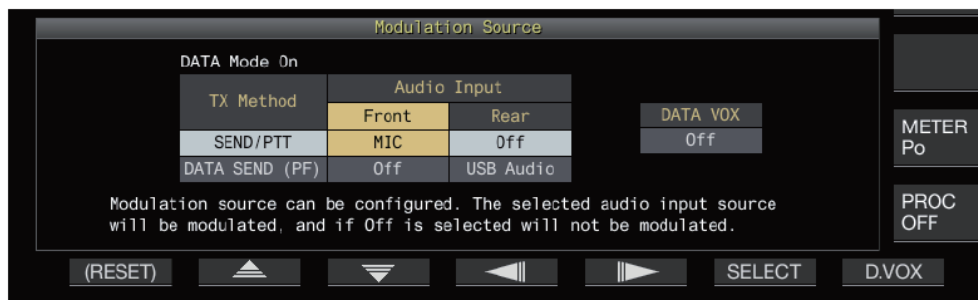 Modulation Source
DATA Mode On
TX Method
Audio Input
Front
Rear
DATA VOX
SEND/PTT
MIC
Off
Off
DATA SEND (PF)
Off
USB Audio
METER
Po
Modulation source can be configured. The selected audio input source
will be modulated, and if Off is selected will not be modulated.
PROC
OFF
(RESET)
SELECT
D.VOX